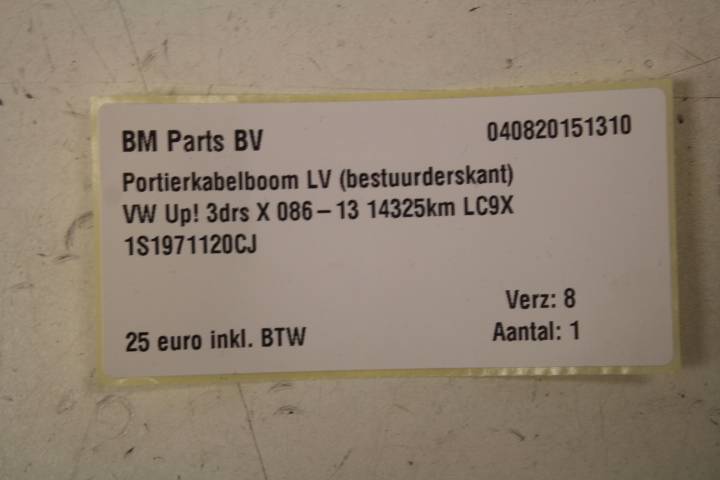 BM Parts BV 040820151310
Portierkabelboom LV (bestuurderskant)
VW Up! 3drs X 086-13 14325km LC9X
1S1971120CJ
Verz: 8
25 euro inkl. BTW Aantal: 1